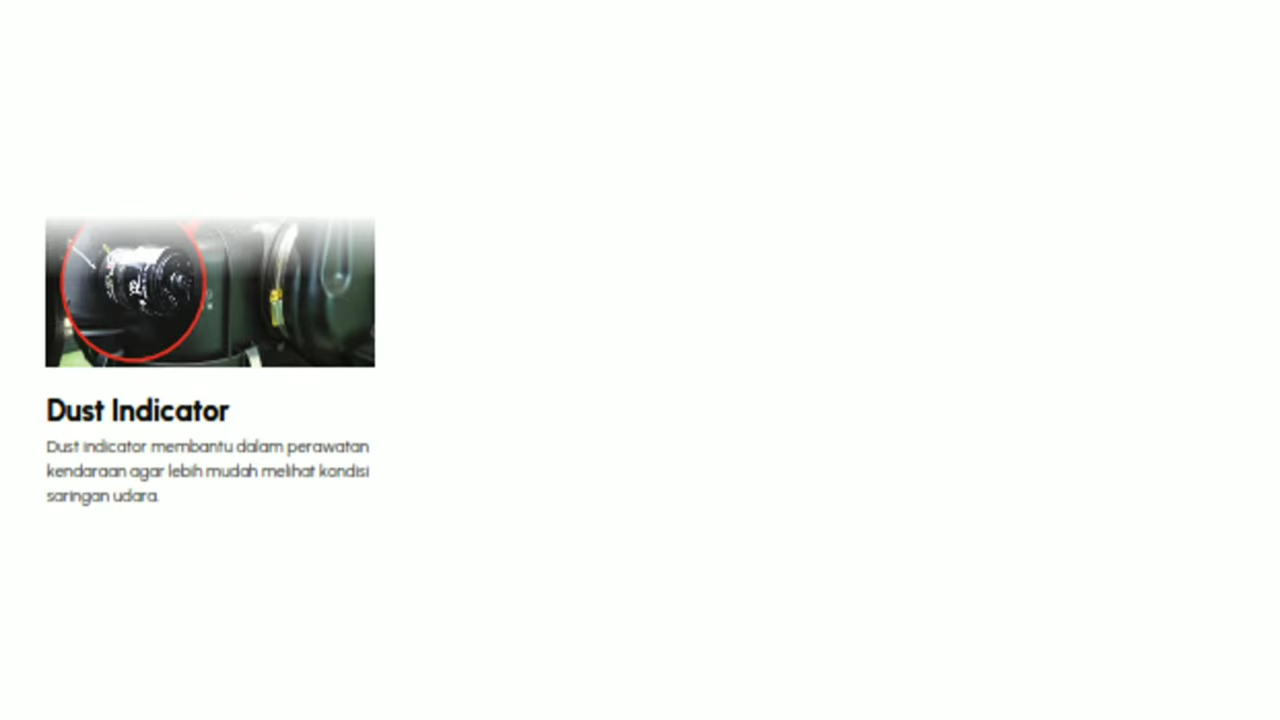 Dust Indicator
Dust indicator membantu dalam perawatan
kendaraan agar lebih mudah melihat kondisi
saringan udara.